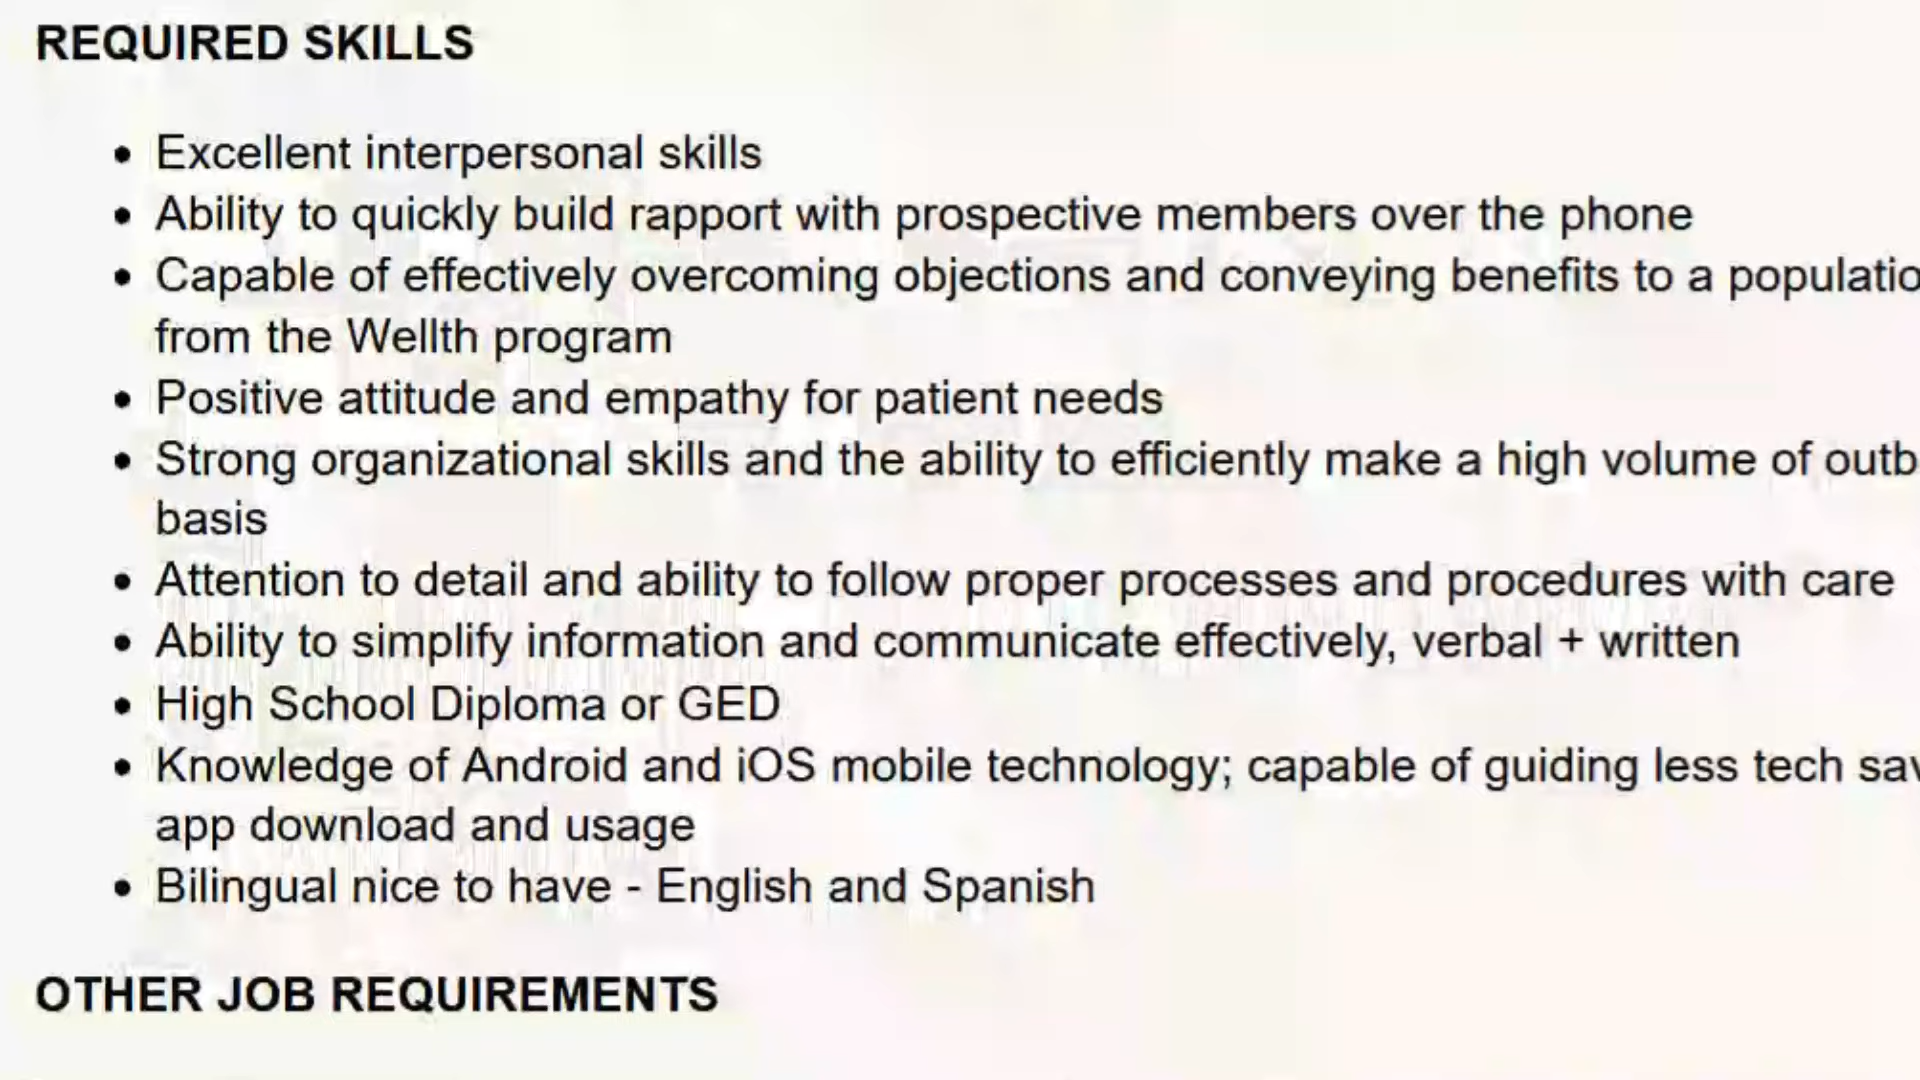 REQUIRED SKILLS
• Excellent interpersonal skills
• Ability to quickly build rapport with prospective members over the phone
• Capable of effectively overcoming objections and conveying benefits to a populatio
from the Wellth program
• Positive attitude and empathy for patient needs
• Strong organizational skills and the ability to efficiently make a high volume of outb
basis
• Attention to detail and ability to follow proper processes and procedures with care
• Ability to simplify information and communicate effectively, verbal + written
• High School Diploma or GED
• Knowledge of Android and iOS mobile technology; capable of guiding less tech sav
app download and usage
• Bilingual nice to have - English and Spanish
OTHER JOB REQUIREMENTS